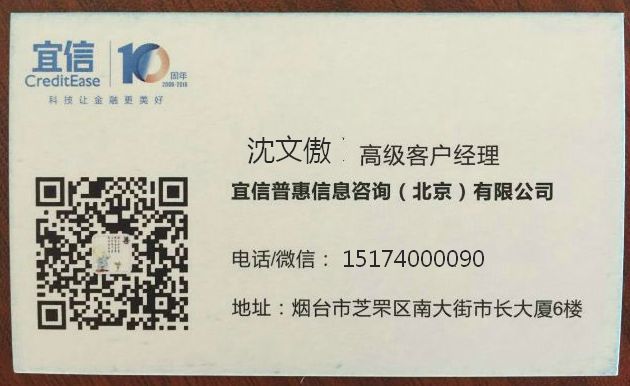 宜信
CreditEase
10周年
2006-2016
科技让金融更美好
沈文傲 高级客户经理
宜信普惠信息咨询（北京）有限公司
电话/微信： 15174000090
地址：烟台市芝罘区南大街市长大厦6楼